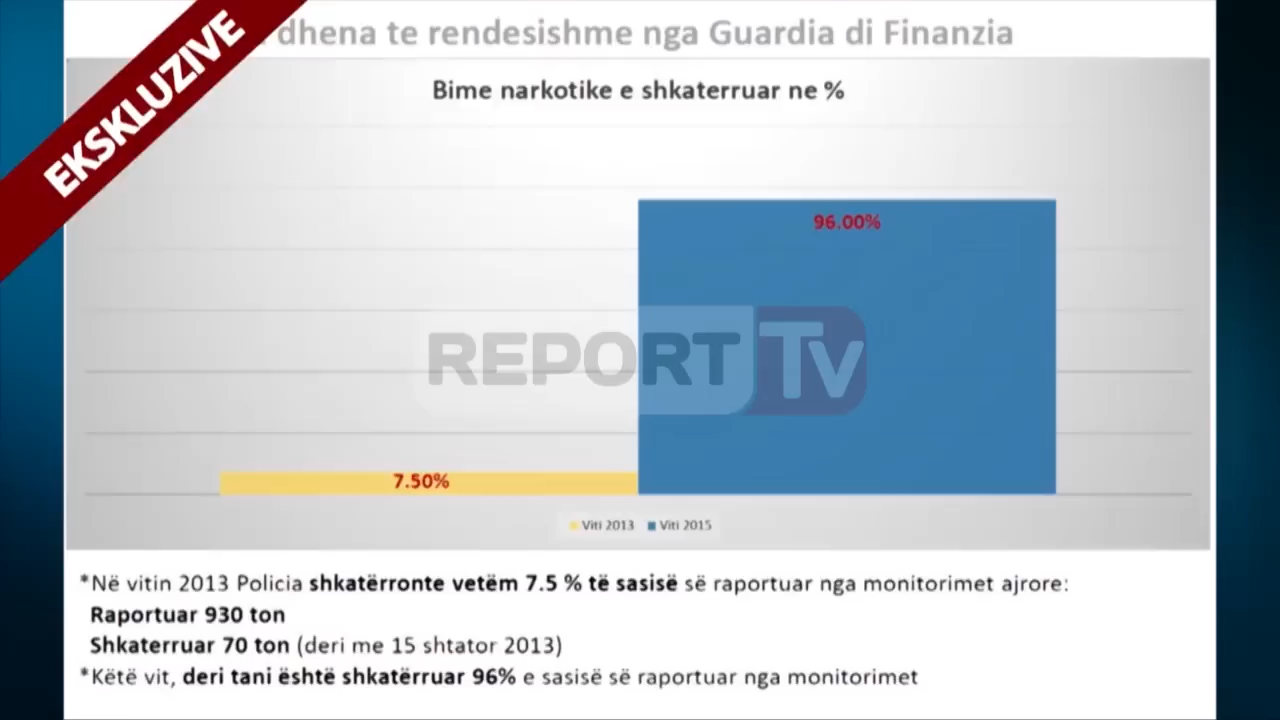 EKSKLUZIVE
dhena te rendesishme nga Guardia di Finanzia
Bime narkotike e shkaterruar ne %
96.00%
REPORT Tv
7.50%
Viti 2013 Viti 2015
*Në vitin 2013 Policia shkatërronte vetëm 7.5 % të sasisë së raportuar nga monitorimet ajrore:
Raportuar 930 ton
Shkaterruar 70 ton (deri me 15 shtator 2013)
*Këtë vit, deri tani është shkatërruar 96% e sasisë së raportuar nga monitorimet